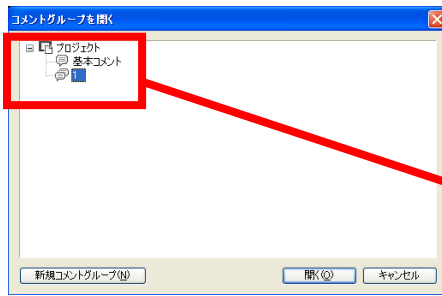 コメントグループを開く
プロジェクト
基本コメント
1
新規コメントグループ(N)
開く(O)
キャンセル